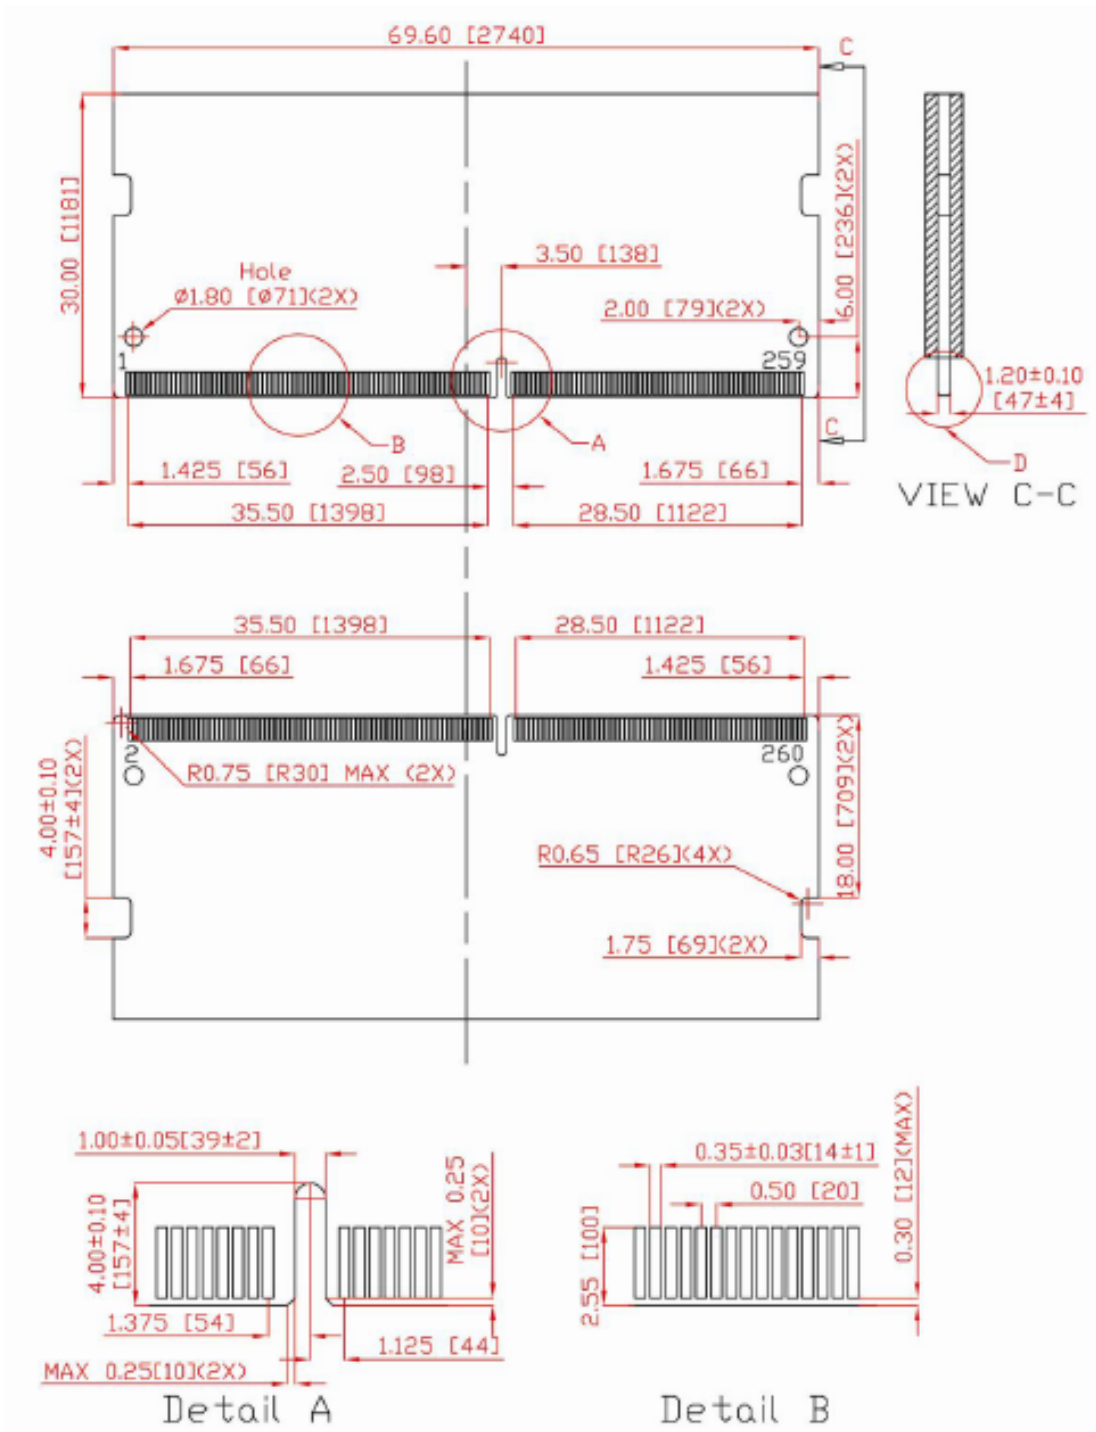 69.60 [2740]
C
30.00 [1181]
6.00 [236](2X)
3.50 [138]
Hole
Ø1.80 [Ø71](2X)
2.00 [79](2X)
1
259
1.20±0.10
[47±4]
B
A
C
D
1.425 [56]
2.50 [98]
1.675 [66]
VIEW C-C
35.50 [1398]
28.50 [1122]
35.50 [1398]
28.50 [1122]
1.675 [66]
1.425 [56]
2
260
R0.75 [R30] MAX (2X)
4.00±0.10
[157±4](2X)
18.00 [709](2X)
R0.65 [R26](4X)
1.75 [69](2X)
1.00±0.05[39±2]
MAX 0.25
[10](2X)
4.00±0.10
[157±4]
1.375 [54]
1.125 [44]
MAX 0.25[10](2X)
Detail A
0.35±0.03[14±1]
0.50 [20]
0.30 [12](MAX)
2.55 [100]
Detail B